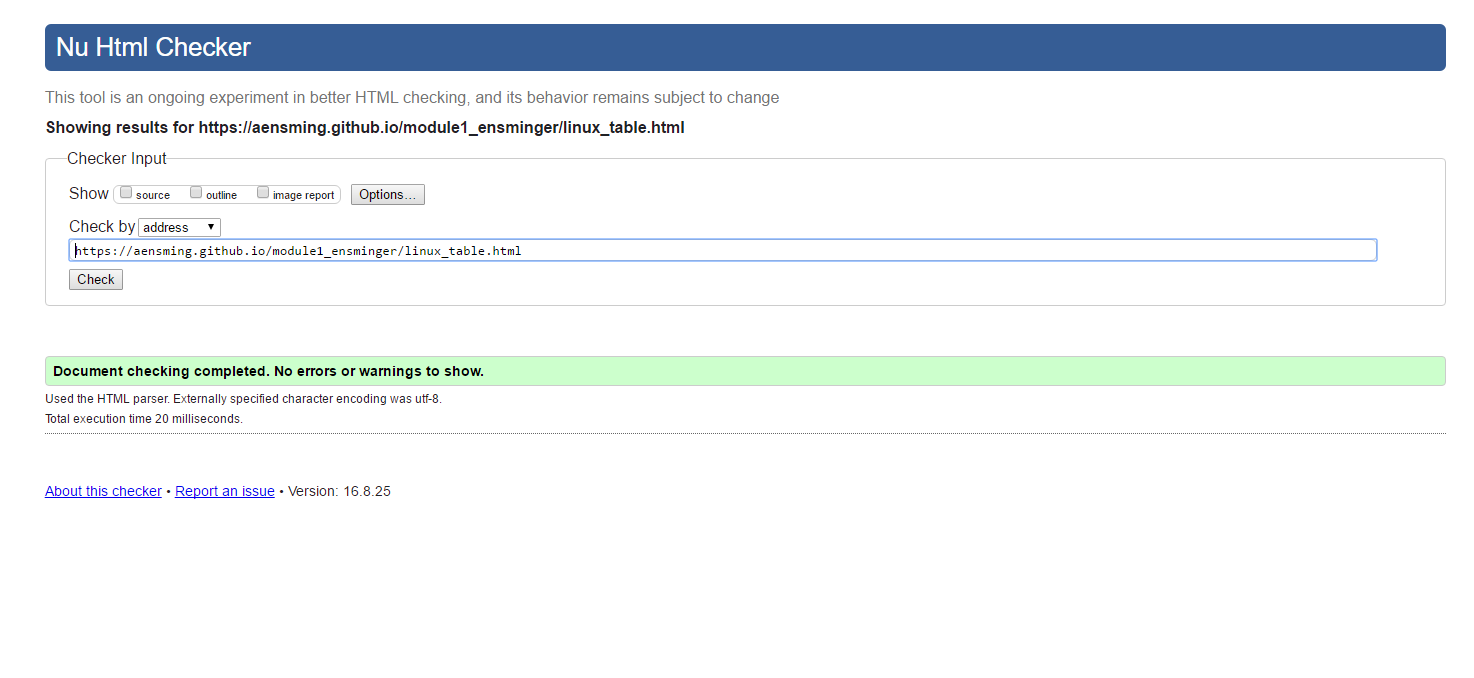 Nu Html Checker
This tool is an ongoing experiment in better HTML checking, and its behavior remains subject to change
Showing results for https://aensming.github.io/module1_ensminger/linux_table.html
Checker Input
Show source outline image report Options...
Check by address ▼
https://aensming.github.io/module1_ensminger/linux_table.html
Check
Document checking completed. No errors or warnings to show.
Used the HTML parser. Externally specified character encoding was utf-8.
Total execution time 20 milliseconds.
About this checker • Report an issue • Version: 16.8.25